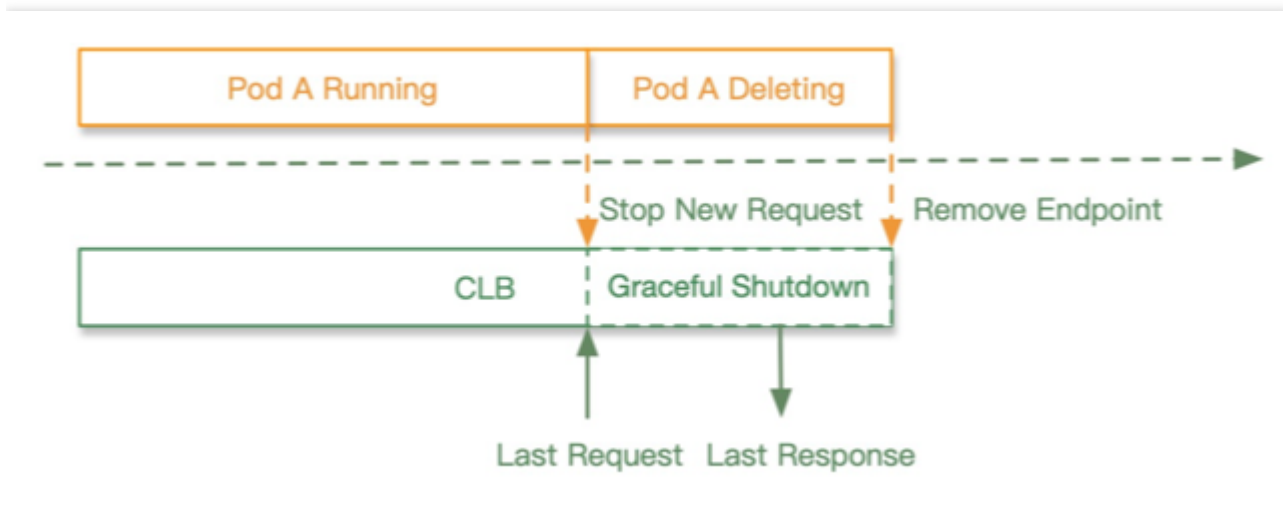 Pod A Running
Pod A Deleting
Stop New Request
Remove Endpoint
CLB
Graceful Shutdown
Last Request
Last Response